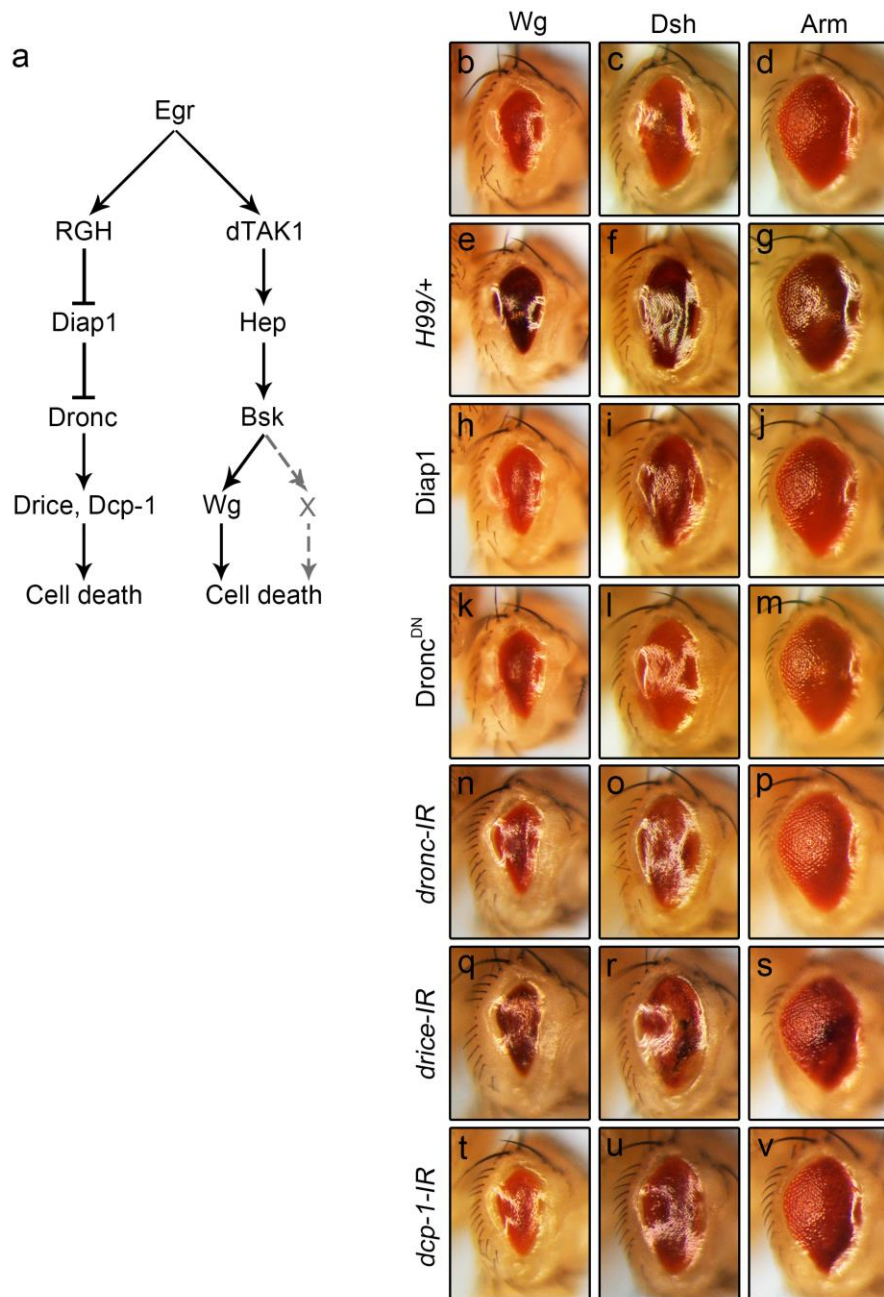 a
Egr
RGH dTAK1
Diap1 Hep
Dronc Bsk
Drice, Dcp-1 Wg X
Cell death Cell death
Wg Dsh Arm
b c d
H99/+ e f g
Diap1 h i j
Dronc^DN k l m
dronc-IR n o p
drice-IR q r s
dcp-1-IR t u v